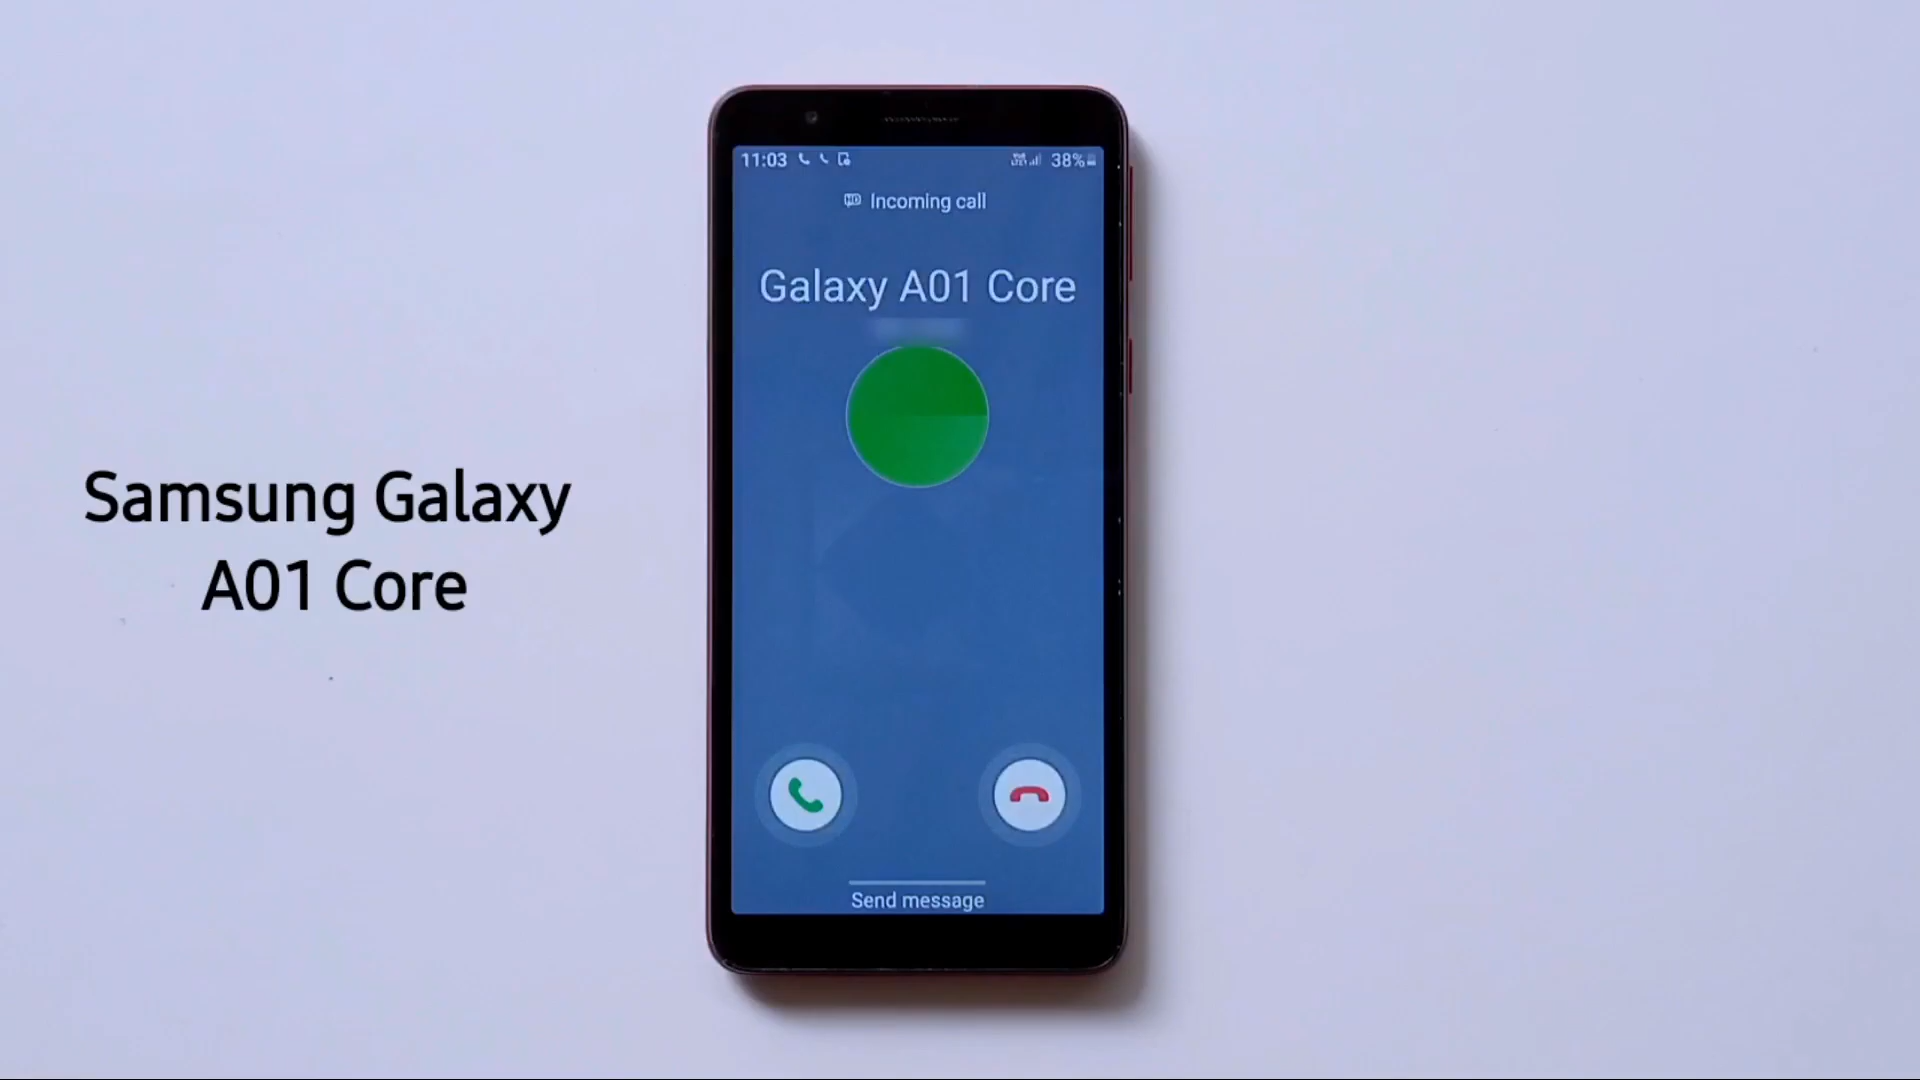 11:03
38%
Incoming call
Galaxy A01 Core
Samsung Galaxy
A01 Core
Send message